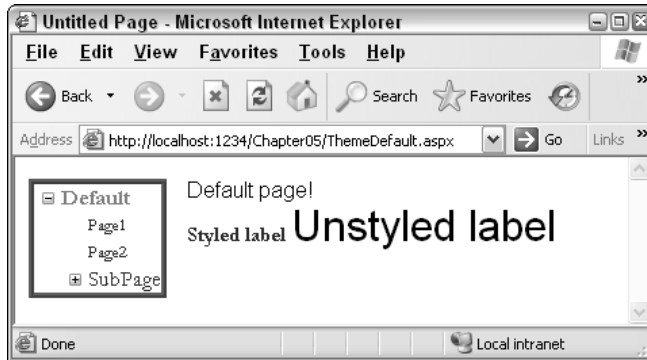 Untitled Page - Microsoft Internet Explorer
File Edit View Favorites Tools Help
Back Search Favorites »
Address http://localhost:1234/Chapter05/ThemeDefault.aspx Go Links »
Default
Page1
Page2
SubPage
Default page!
Styled label Unstyled label
Done Local intranet